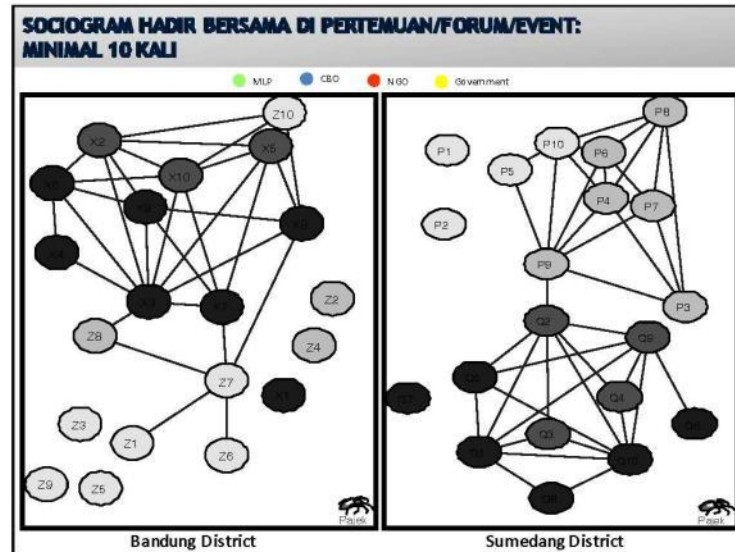 SOCIOGRAM HADIR BERSAMA DI PERTEMUAN/FORUM/EVENT:
MINIMAL 10 KALI
MLP
CBO
NGO
Government
Z10
X2
X5
X10
Z2
Z8
Z4
Z7
X1
Z3
Z1
Z6
Z9
Z5
Pajek
Bandung District
P8
P10
P6
P1
P5
P4
P7
P2
P9
P3
Q2
Q9
Q4
Q3
Q10
Pajek
Sumedang District